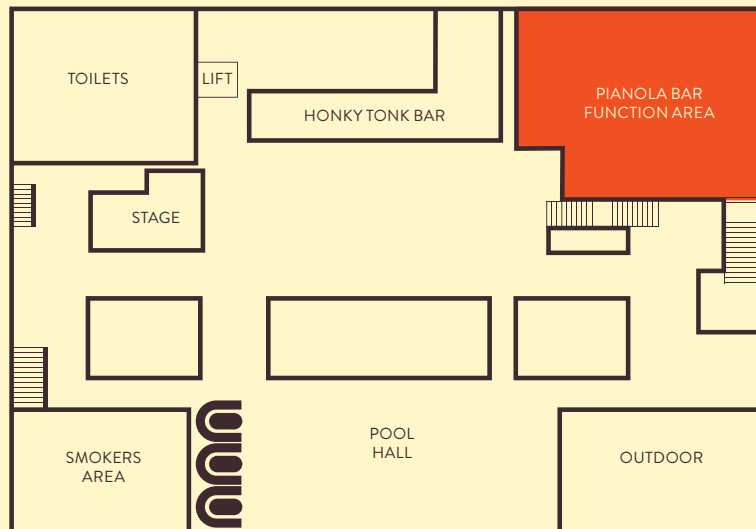 TOILETS
LIFT
HONKY TONK BAR
PIANOLA BAR
FUNCTION AREA
STAGE
POOL
HALL
SMOKERS
AREA
OUTDOOR